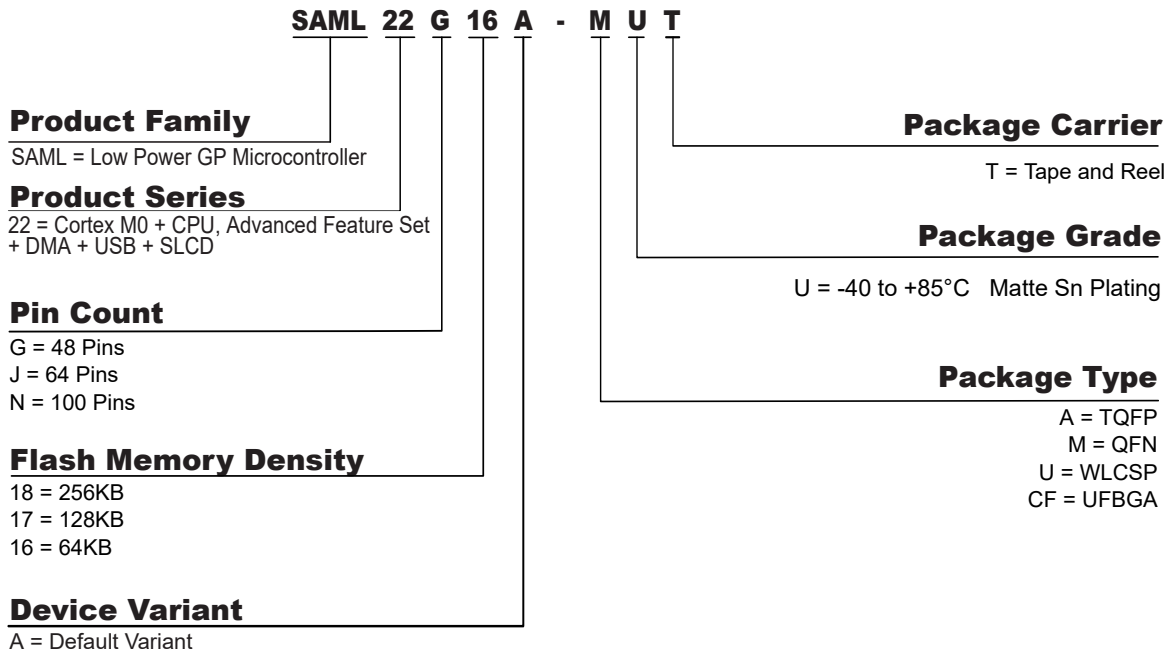 SAML 22 G 16 A - M U T
Product Family
SAML = Low Power GP Microcontroller
Product Series
22 = Cortex M0 + CPU, Advanced Feature Set
+ DMA + USB + SLCD
Pin Count
G = 48 Pins
J = 64 Pins
N = 100 Pins
Flash Memory Density
18 = 256KB
17 = 128KB
16 = 64KB
Device Variant
A = Default Variant
Package Carrier
T = Tape and Reel
Package Grade
U = -40 to +85°C Matte Sn Plating
Package Type
A = TQFP
M = QFN
U = WLCSP
CF = UFBGA